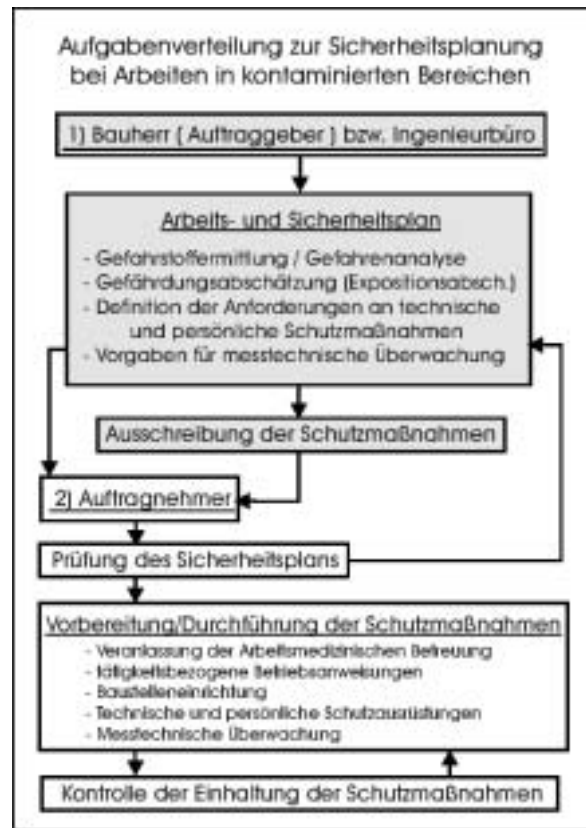 Aufgabenverteilung zur Sicherheitsplanung
bei Arbeiten in kontaminierten Bereichen
1) Bauherr ( Auftraggeber ) bzw. Ingenieurbüro
Arbeits- und Sicherheitsplan
- Gefahrstoffermittlung / Gefahrenanalyse
- Gefährdungsabschätzung (Expositionsabsch.)
- Definition der Anforderungen an technische
und persönliche Schutzmaßnahmen
- Vorgaben für messtechnische Überwachung
Ausschreibung der Schutzmaßnahmen
2) Auftragnehmer
Prüfung des Sicherheitsplans
Vorbereitung/Durchführung der Schutzmaßnahmen
- Veranlassung der Arbeitsmedizinischen Betreuung
- tätigkeitsbezogene Betriebsanweisungen
- Baustelleneinrichtung
- Technische und persönliche Schutzausrüstungen
- Messtechnische Überwachung
Kontrolle der Einhaltung der Schutzmaßnahmen